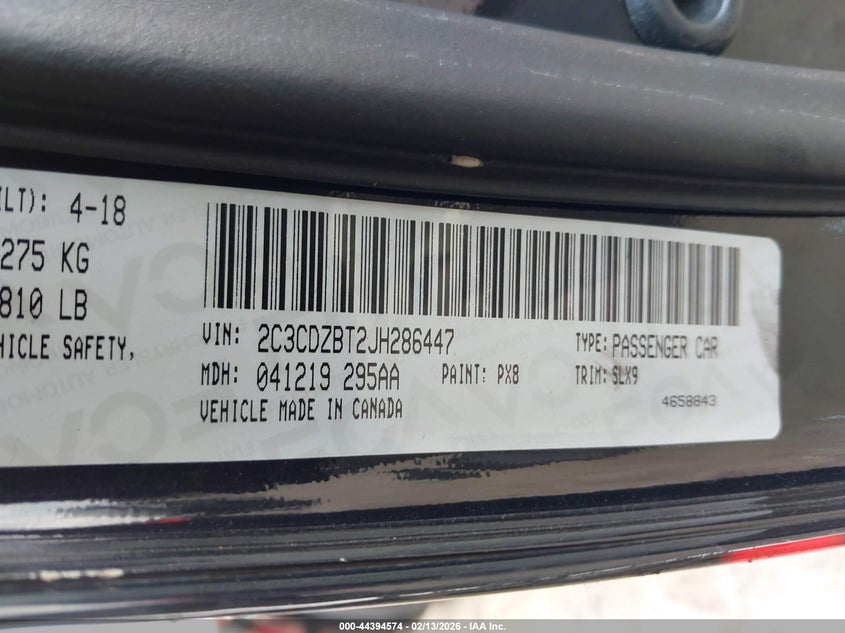 ILT): 4-18
275 KG
810 LB
HICLE SAFETY,
VIN: 2C3CDZBT2JH286447
TYPE: PASSENGER CAR
MDH: 041219 295AA
PAINT: PX8
TRIM: SLX9
VEHICLE MADE IN CANADA
4658843
000-44394574 | 02/13/2026 - IAA Inc.